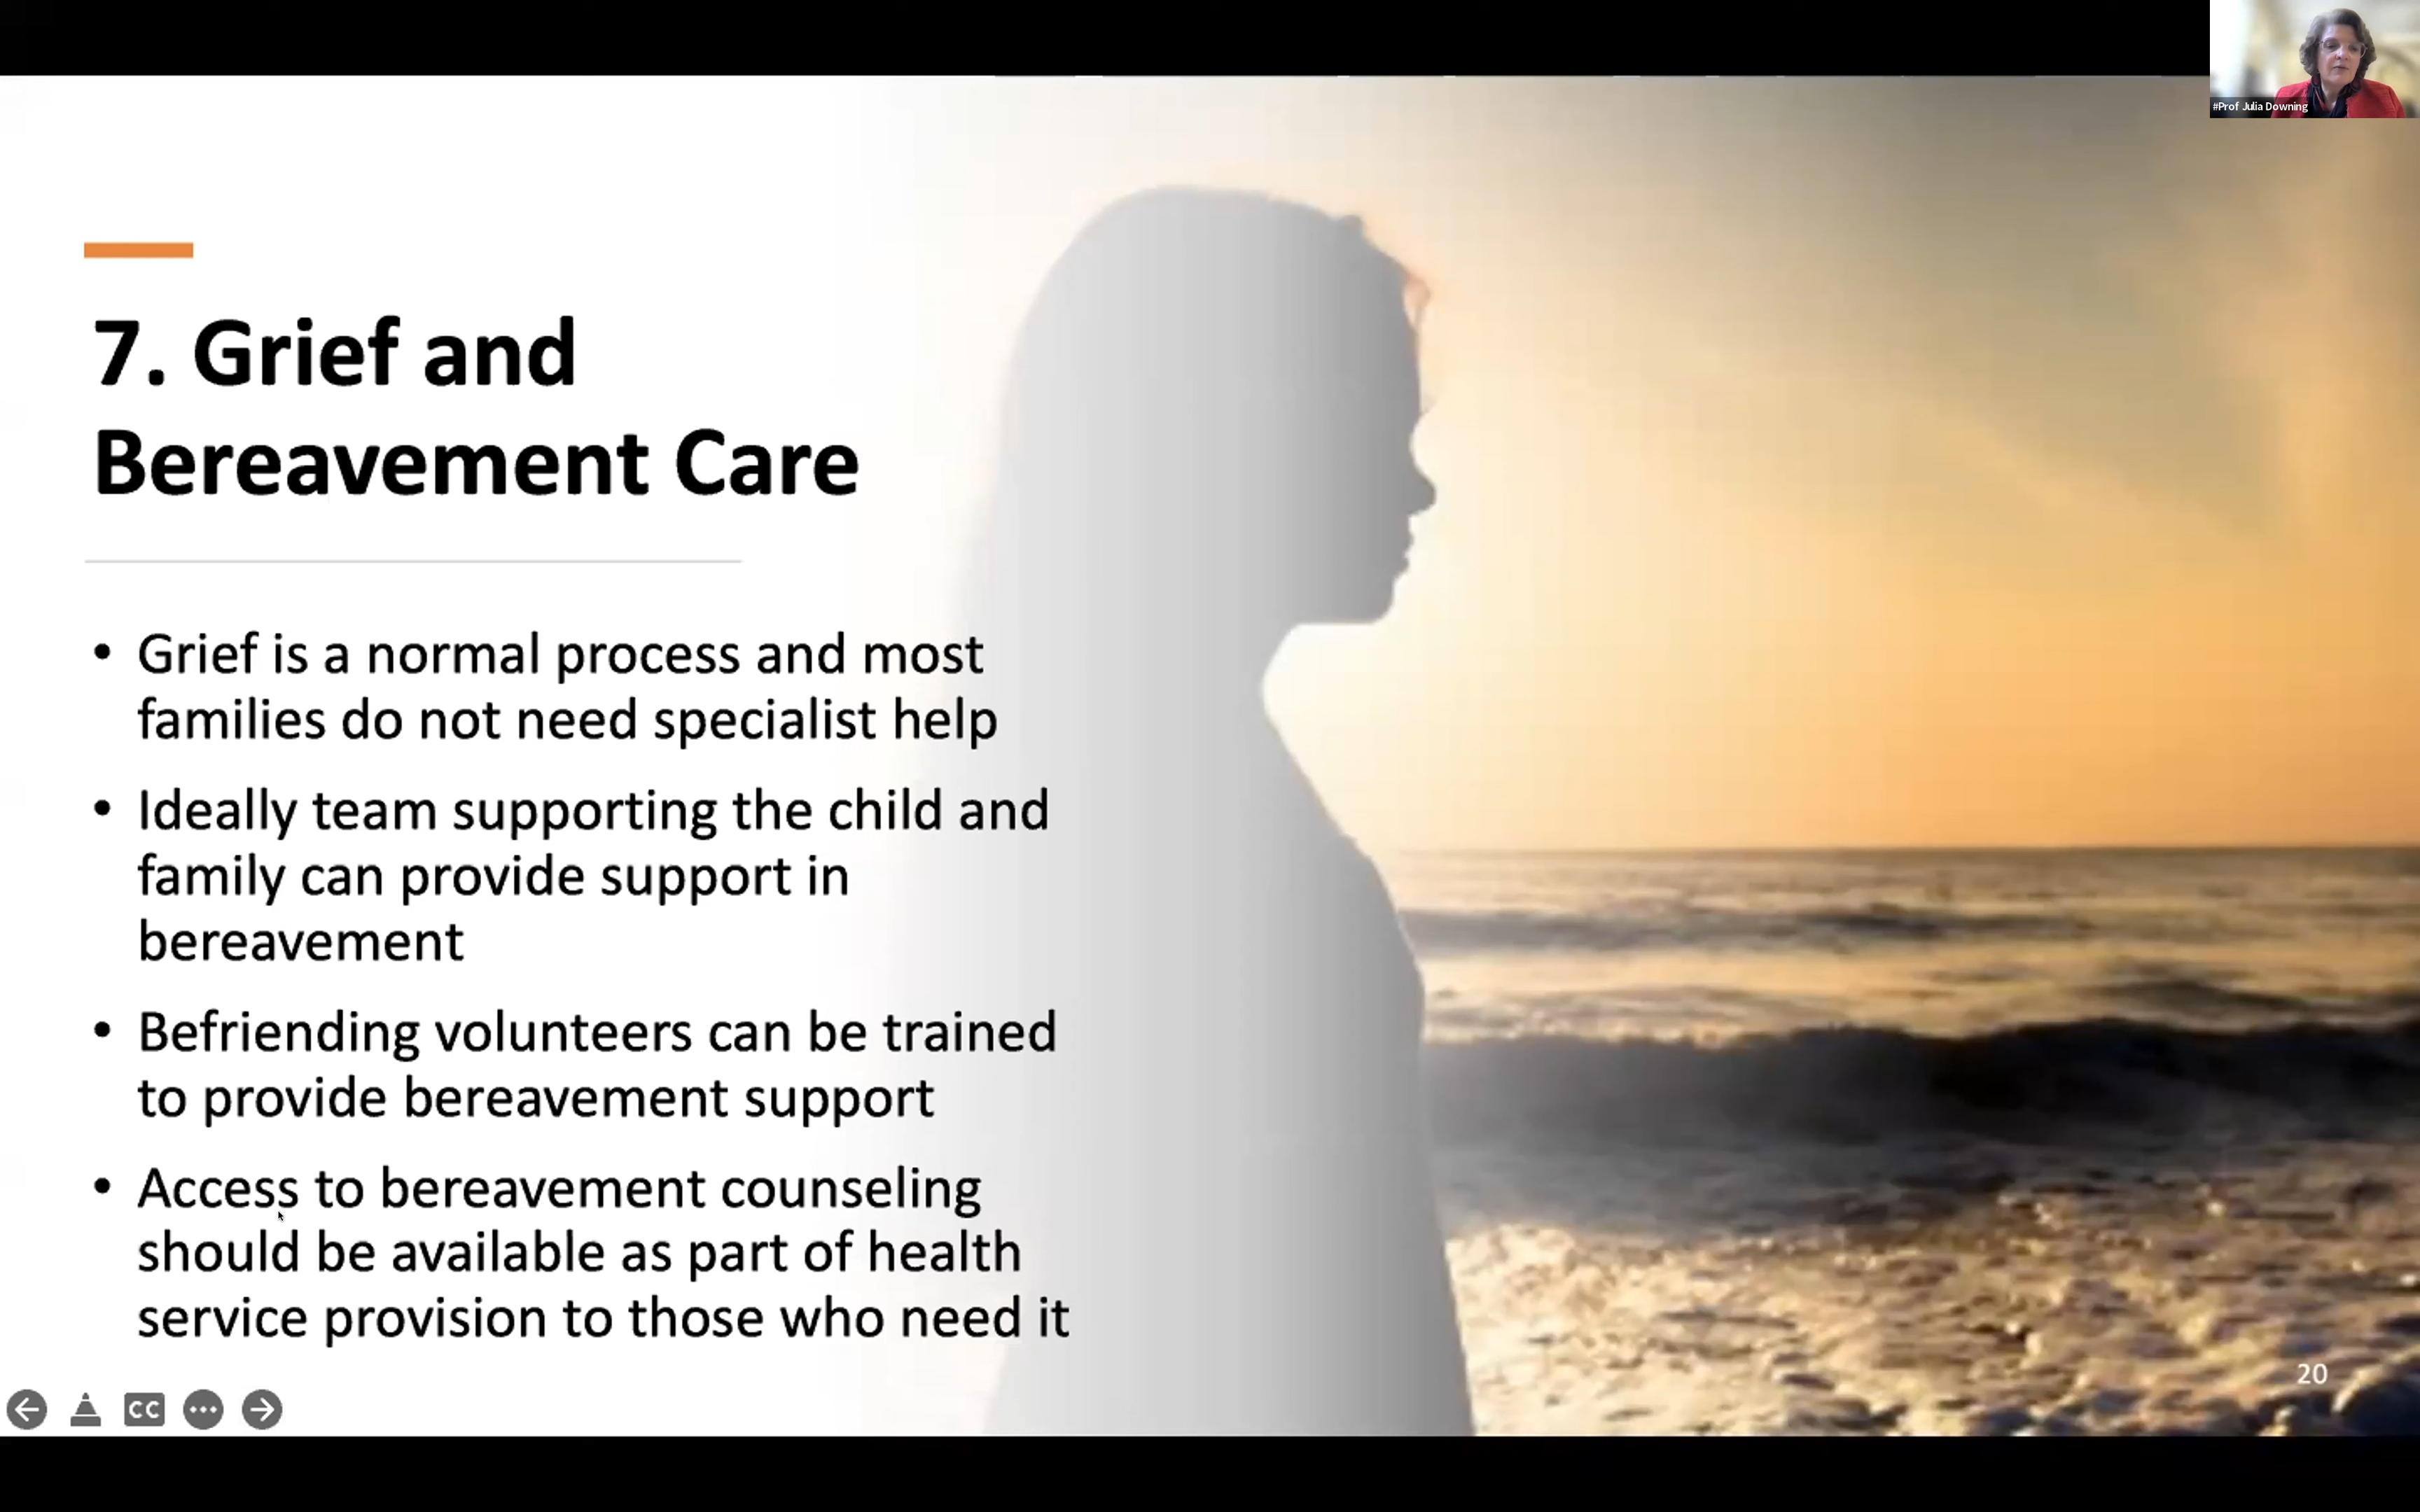 #Prof Julia Downing
7. Grief and
Bereavement Care
• Grief is a normal process and most
families do not need specialist help
• Ideally team supporting the child and
family can provide support in
bereavement
• Befriending volunteers can be trained
to provide bereavement support
• Access to bereavement counseling
should be available as part of health
service provision to those who need it
20
CC